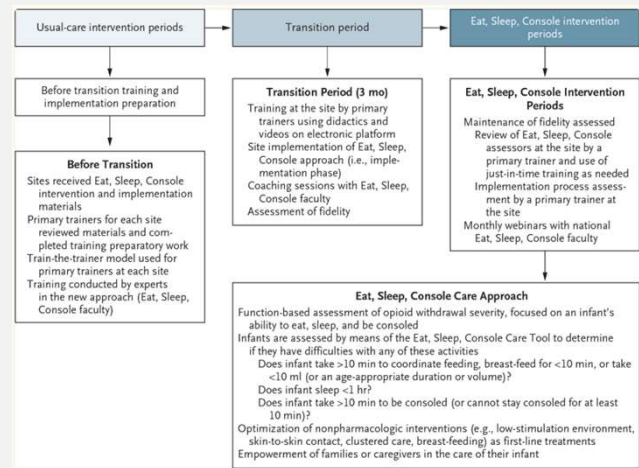 Usual-care intervention periods
Transition period
Eat, Sleep, Console intervention
periods
Before transition training and
implementation preparation
Before Transition
Sites received Eat, Sleep, Console
intervention and implementation
materials
Primary trainers for each site
reviewed materials and com-
pleted training preparatory work
Train-the-trainer model used for
primary trainers at each site
Training conducted by experts
in the new approach (Eat, Sleep,
Console faculty)
Transition Period (3 mo)
Training at the site by primary
trainers using didactics and
videos on electronic platform
Site implementation of Eat, Sleep,
Console approach (i.e., imple-
mentation phase)
Coaching sessions with Eat, Sleep,
Console faculty
Assessment of fidelity
Eat, Sleep, Console Intervention
Periods
Maintenance of fidelity assessed
Review of Eat, Sleep, Console
assessors at the site by a
primary trainer and use of
just-in-time training as needed
Implementation process assess-
ment by a primary trainer at
the site
Monthly webinars with national
Eat, Sleep, Console faculty
Eat, Sleep, Console Care Approach
Function-based assessment of opioid withdrawal severity, focused on an infant's
ability to eat, sleep, and be consoled
Infants are assessed by means of the Eat, Sleep, Console Care Tool to determine
if they have difficulties with any of these activities
Does infant take >10 min to coordinate feeding, breast-feed for <10 min, or take
<10 ml (or an age-appropriate duration or volume)?
Does infant sleep <1 hr?
Does infant take >10 min to be consoled (or cannot stay consoled for at least
10 min)?
Optimization of nonpharmacologic interventions (e.g., low-stimulation environment,
skin-to-skin contact, clustered care, breast-feeding) as first-line treatments
Empowerment of families or caregivers in the care of their infant